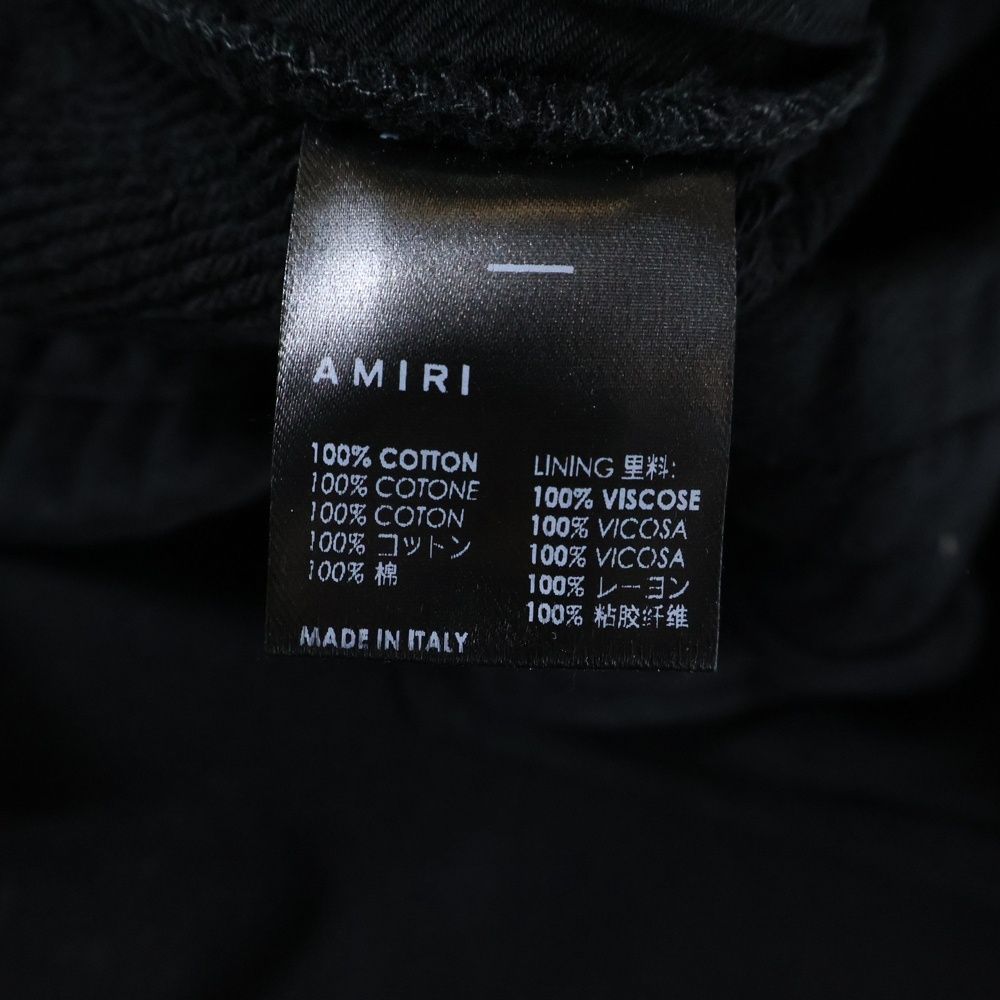 AMIRI
100% COTTON
100% COTONE
100% COTON
100% コットン
100% 棉
MADE IN ITALY
LINING 里料:
100% VISCOSE
100% VICOSA
100% VICOSA
100% レーヨン
100% 粘胶纤维